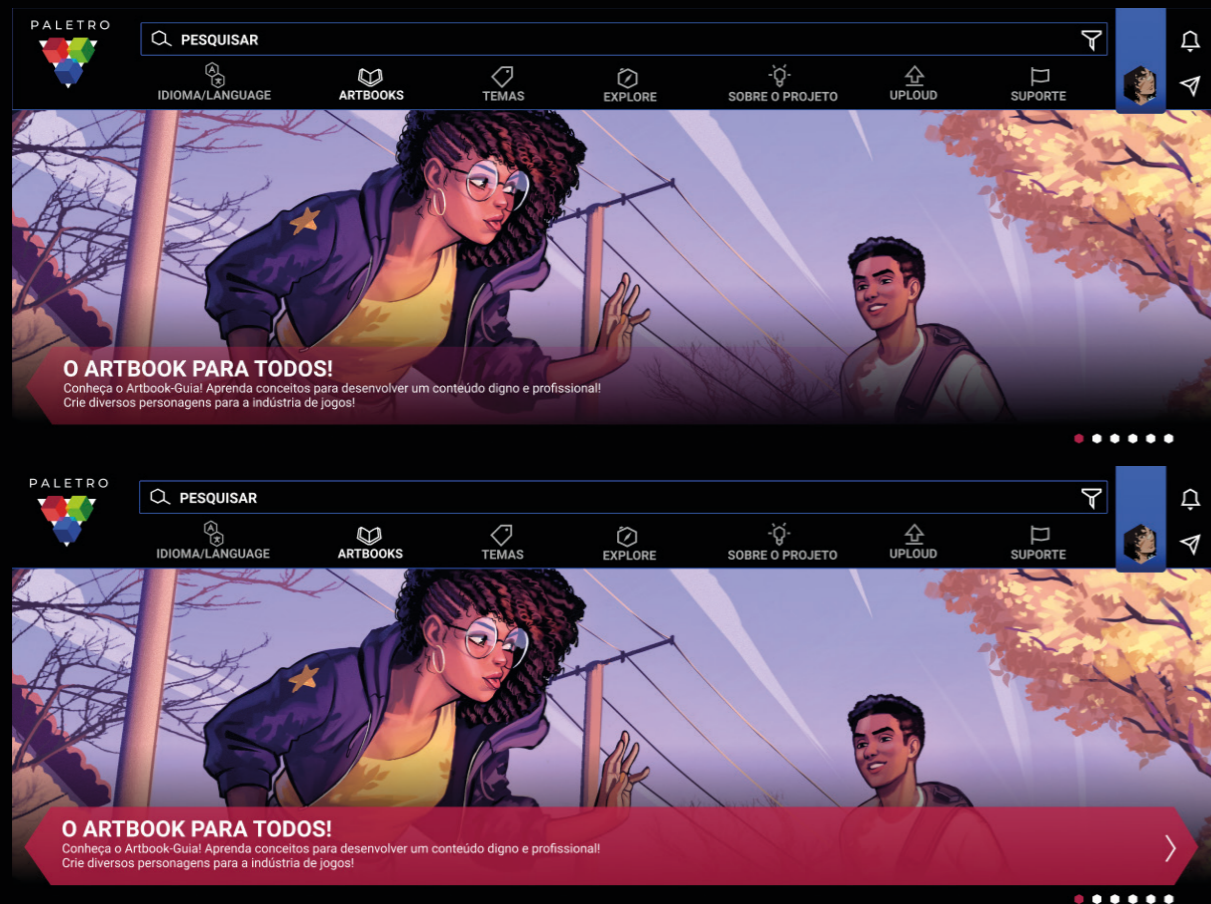 PALETRO
PESQUISAR
IDIOMA/LANGUAGE
ARTBOOKS
TEMAS
EXPLORE
SOBRE O PROJETO
UPLOUD
SUPORTE
O ARTBOOK PARA TODOS!
Conheça o Artbook-Guia! Aprenda conceitos para desenvolver um conteúdo digno e profissional!
Crie diversos personagens para a indústria de jogos!
PALETRO
PESQUISAR
IDIOMA/LANGUAGE
ARTBOOKS
TEMAS
EXPLORE
SOBRE O PROJETO
UPLOUD
SUPORTE
O ARTBOOK PARA TODOS!
Conheça o Artbook-Guia! Aprenda conceitos para desenvolver um conteúdo digno e profissional!
Crie diversos personagens para a indústria de jogos!